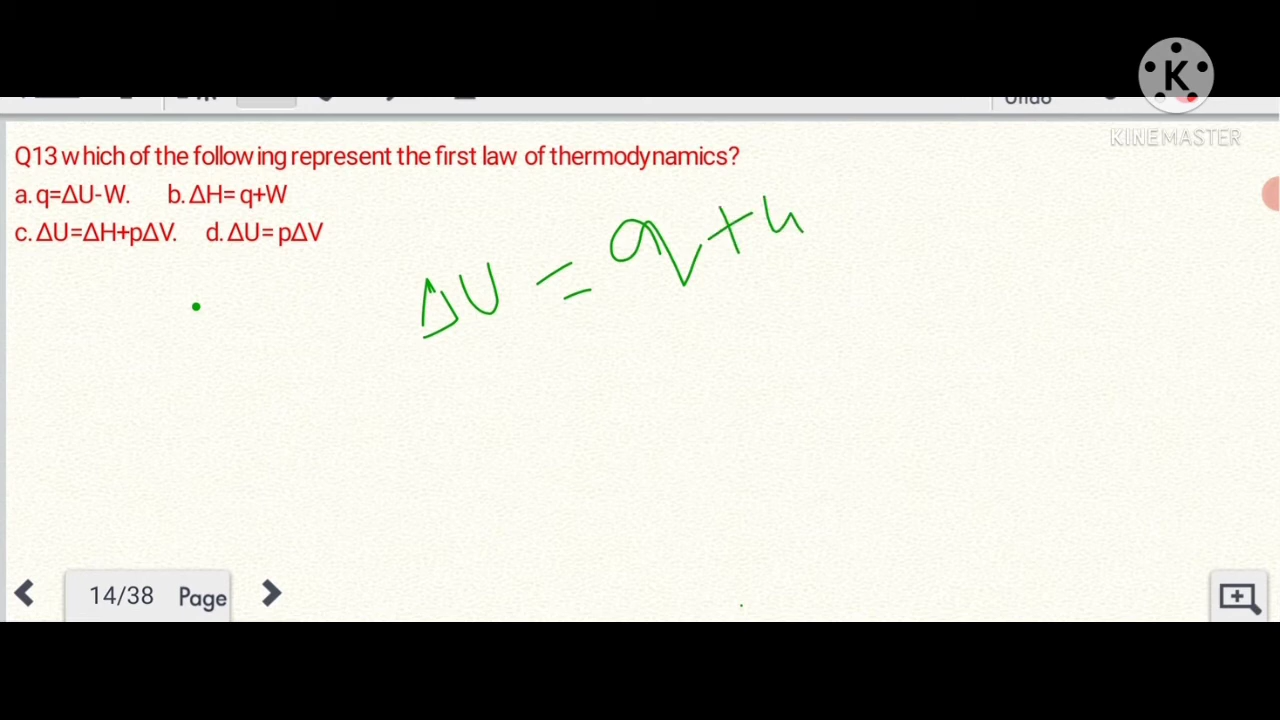 K
KINEMASTER
Undo
Q13 which of the following represent the first law of thermodynamics?
a. q=ΔU-W. b. ΔH= q+W
c. ΔU=ΔH+pΔV. d. ΔU= pΔV
ΔU = q+
14/38 Page